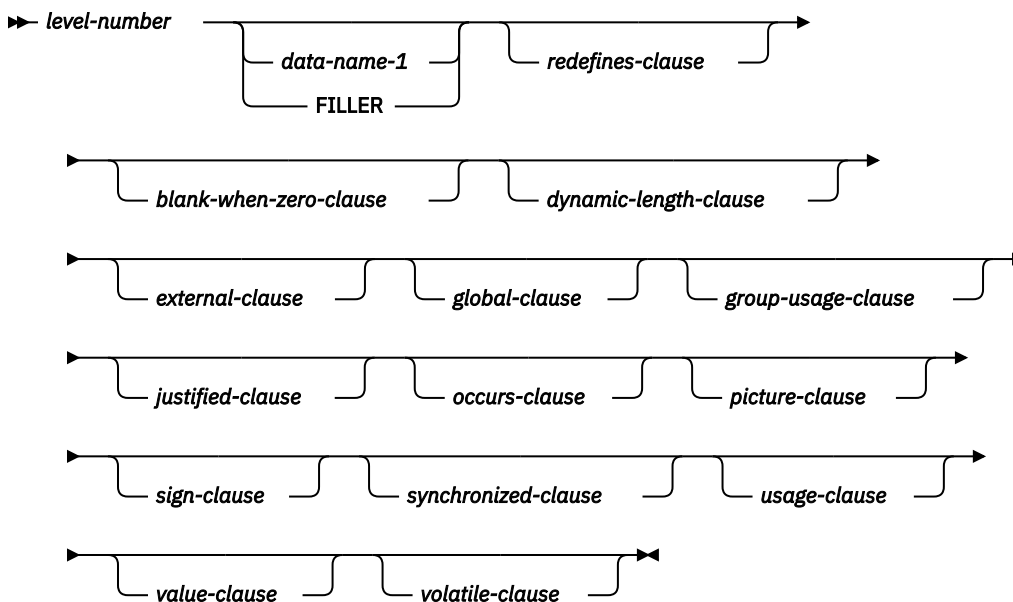 level-number
data-name-1 redefines-clause
FILLER
blank-when-zero-clause dynamic-length-clause
external-clause global-clause group-usage-clause
justified-clause occurs-clause picture-clause
sign-clause synchronized-clause usage-clause
value-clause volatile-clause